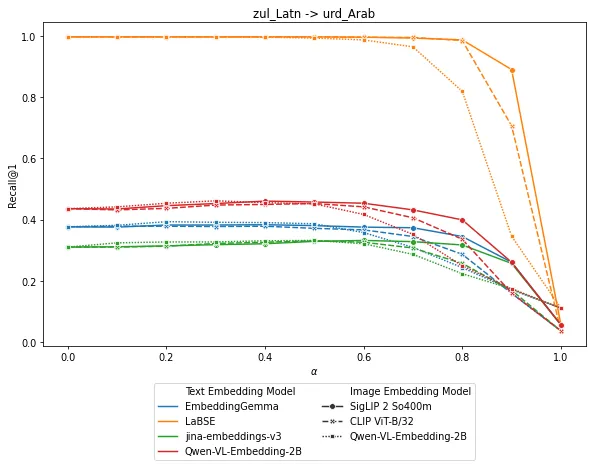 zul_Latn -> urd_Arab
Recall@1
1.0
0.8
0.6
0.4
0.2
0.0
0.0 0.2 0.4 0.6 0.8 1.0
α
Text Embedding Model Image Embedding Model
EmbeddingGemma SigLIP 2 So400m
LaBSE CLIP ViT-B/32
jina-embeddings-v3 Qwen-VL-Embedding-2B
Qwen-VL-Embedding-2B